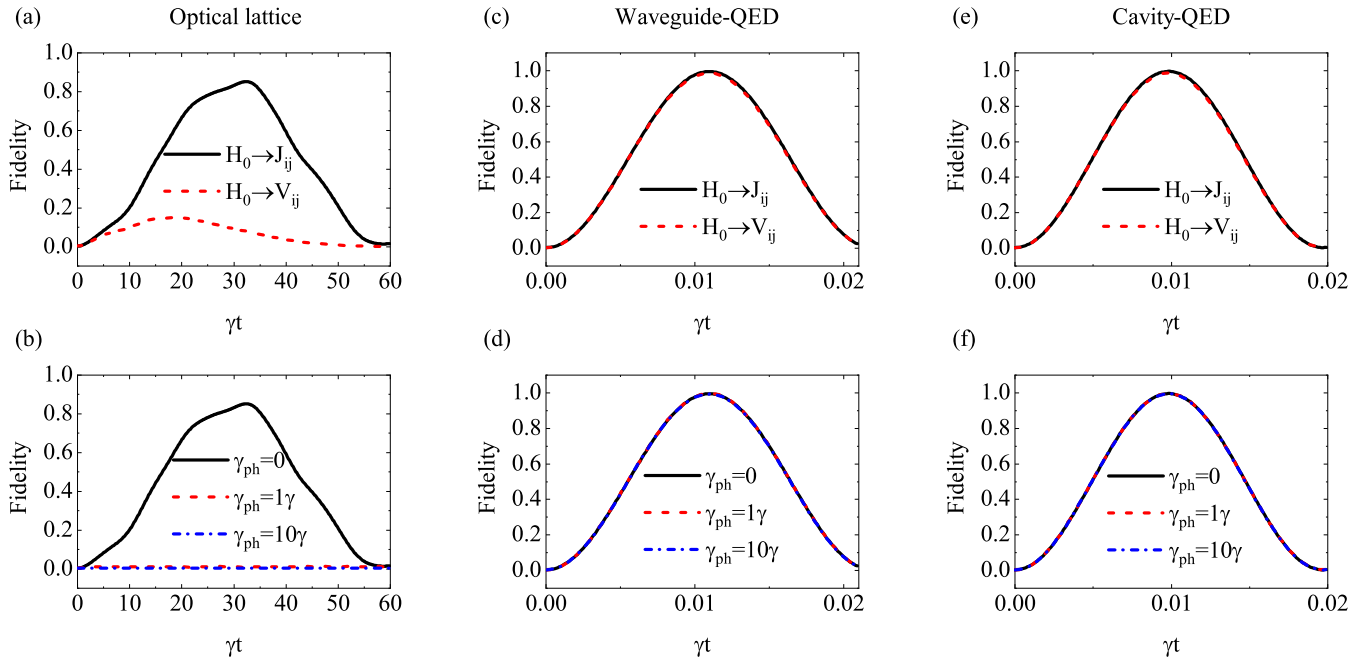 (a) Optical lattice
1.0
0.8
0.6
0.4
0.2
0.0
Fidelity
H0→Jij
H0→Vij
0 10 20 30 40 50 60
γt
(c) Waveguide-QED
1.0
0.8
0.6
0.4
0.2
0.0
Fidelity
H0→Jij
H0→Vij
0.00 0.01 0.02
γt
(e) Cavity-QED
1.0
0.8
0.6
0.4
0.2
0.0
Fidelity
H0→Jij
H0→Vij
0.00 0.01 0.02
γt
(b)
1.0
0.8
0.6
0.4
0.2
0.0
Fidelity
γph=0
γph=1γ
γph=10γ
0 10 20 30 40 50 60
γt
(d)
1.0
0.8
0.6
0.4
0.2
0.0
Fidelity
γph=0
γph=1γ
γph=10γ
0.00 0.01 0.02
γt
(f)
1.0
0.8
0.6
0.4
0.2
0.0
Fidelity
γph=0
γph=1γ
γph=10γ
0.00 0.01 0.02
γt